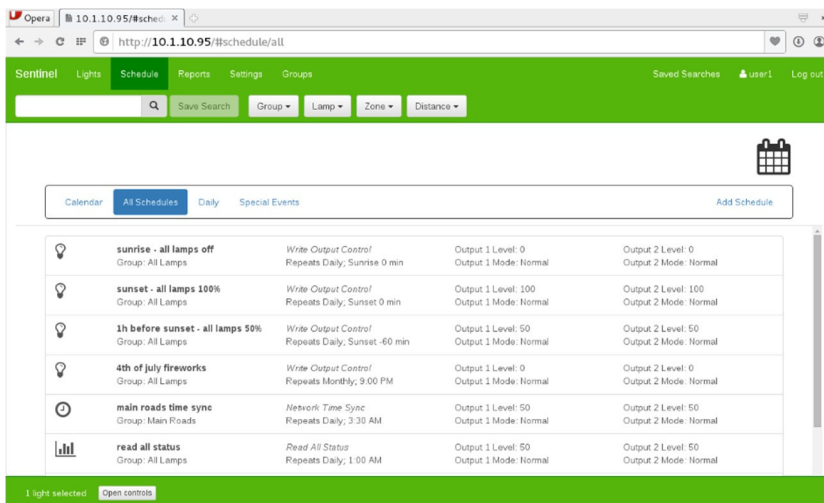 Opera
10.1.10.95/#sched
http://10.1.10.95/#schedule/all
Sentinel Lights Schedule Reports Settings Groups Saved Searches user1 Log out
Save Search Group Lamp Zone Distance
Calendar All Schedules Daily Special Events Add Schedule
sunrise - all lamps off Write Output Control Output 1 Level: 0 Output 2 Level: 0
Group: All Lamps Repeats Daily; Sunrise 0 min Output 1 Mode: Normal Output 2 Mode: Normal
sunset - all lamps 100% Write Output Control Output 1 Level: 100 Output 2 Level: 100
Group: All Lamps Repeats Daily; Sunset 0 min Output 1 Mode: Normal Output 2 Mode: Normal
1h before sunset - all lamps 50% Write Output Control Output 1 Level: 50 Output 2 Level: 50
Group: All Lamps Repeats Daily; Sunset -60 min Output 1 Mode: Normal Output 2 Mode: Normal
4th of july fireworks Write Output Control Output 1 Level: 0 Output 2 Level: 0
Group: All Lamps Repeats Monthly; 9:00 PM Output 1 Mode: Normal Output 2 Mode: Normal
main roads time sync Network Time Sync Output 1 Level: 50 Output 2 Level: 50
Group: Main Roads Repeats Daily; 3:30 AM Output 1 Mode: Normal Output 2 Mode: Normal
read all status Read All Status Output 1 Level: 50 Output 2 Level: 50
Group: All Lamps Repeats Daily; 1:00 AM Output 1 Mode: Normal Output 2 Mode: Normal
1 light selected Open controls